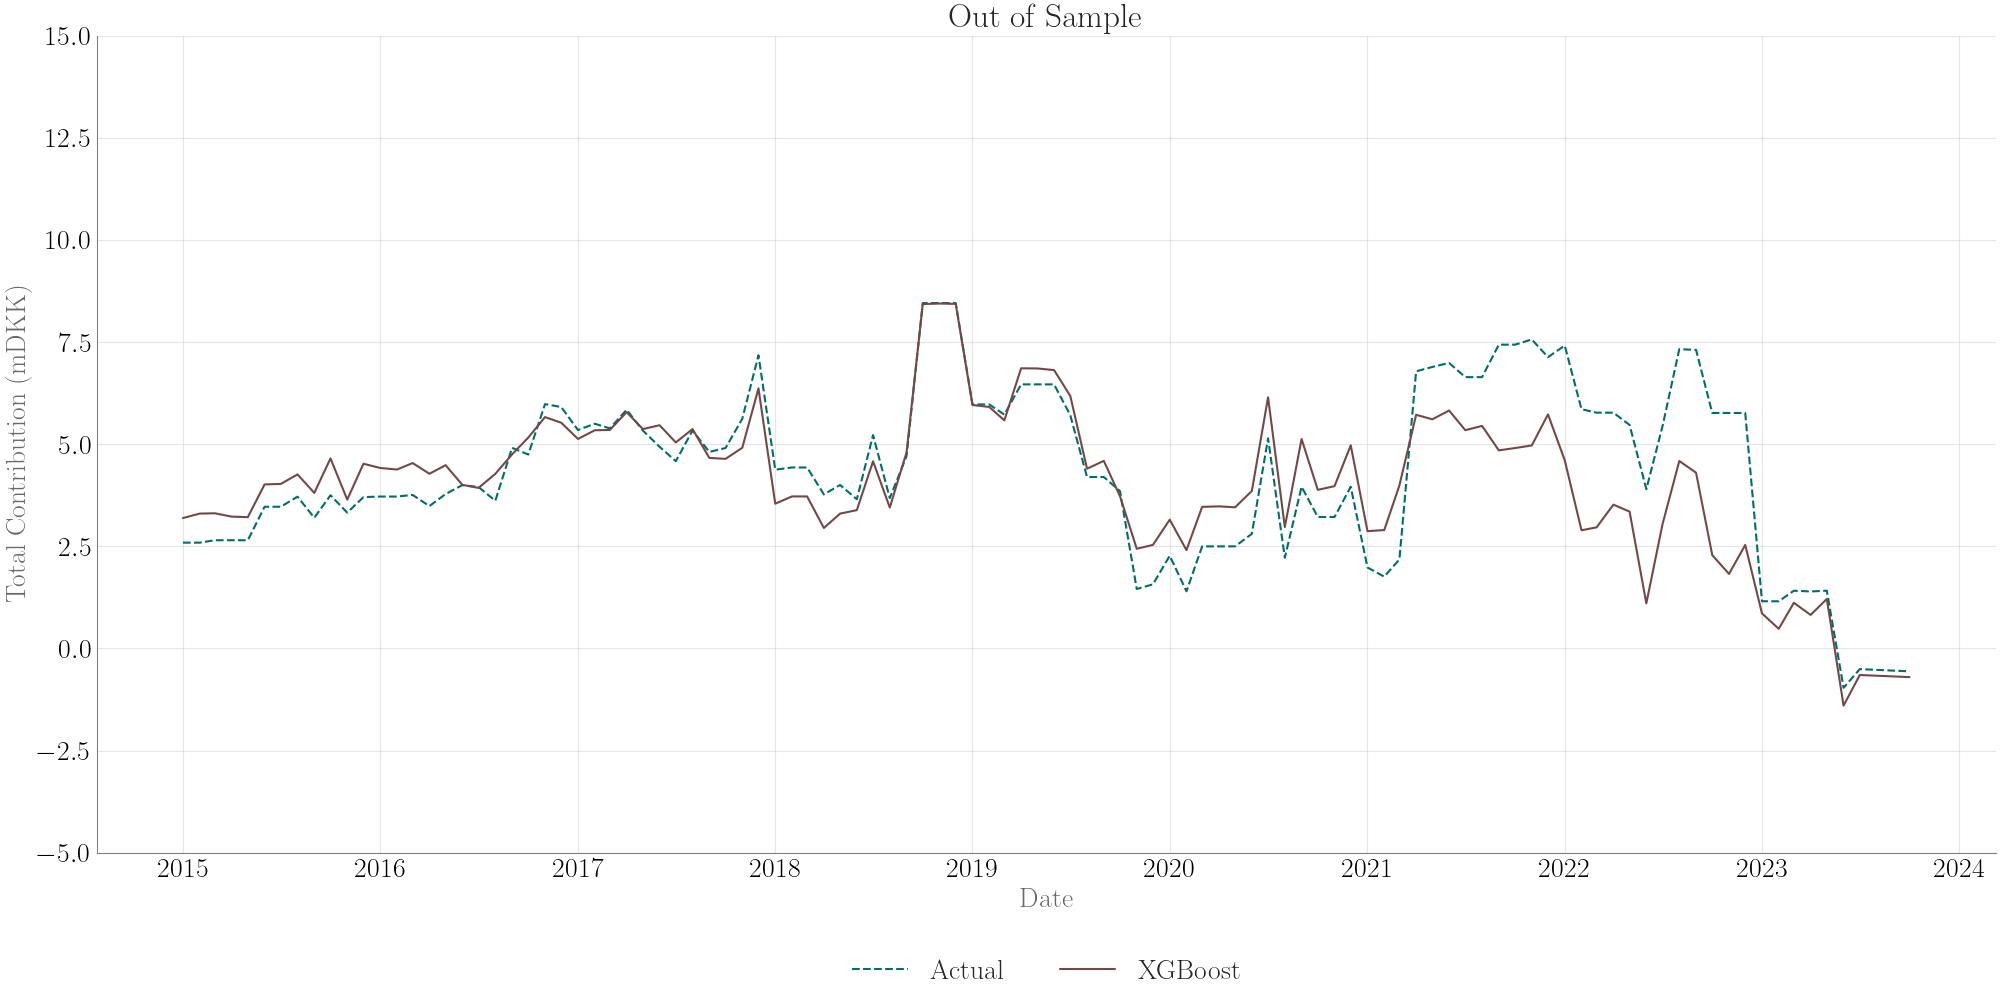 Out of Sample
15.0
12.5
10.0
7.5
5.0
2.5
0.0
−2.5
−5.0
Total Contribution (mDKK)
2015 2016 2017 2018 2019 2020 2021 2022 2023 2024
Date
Actual XGBoost